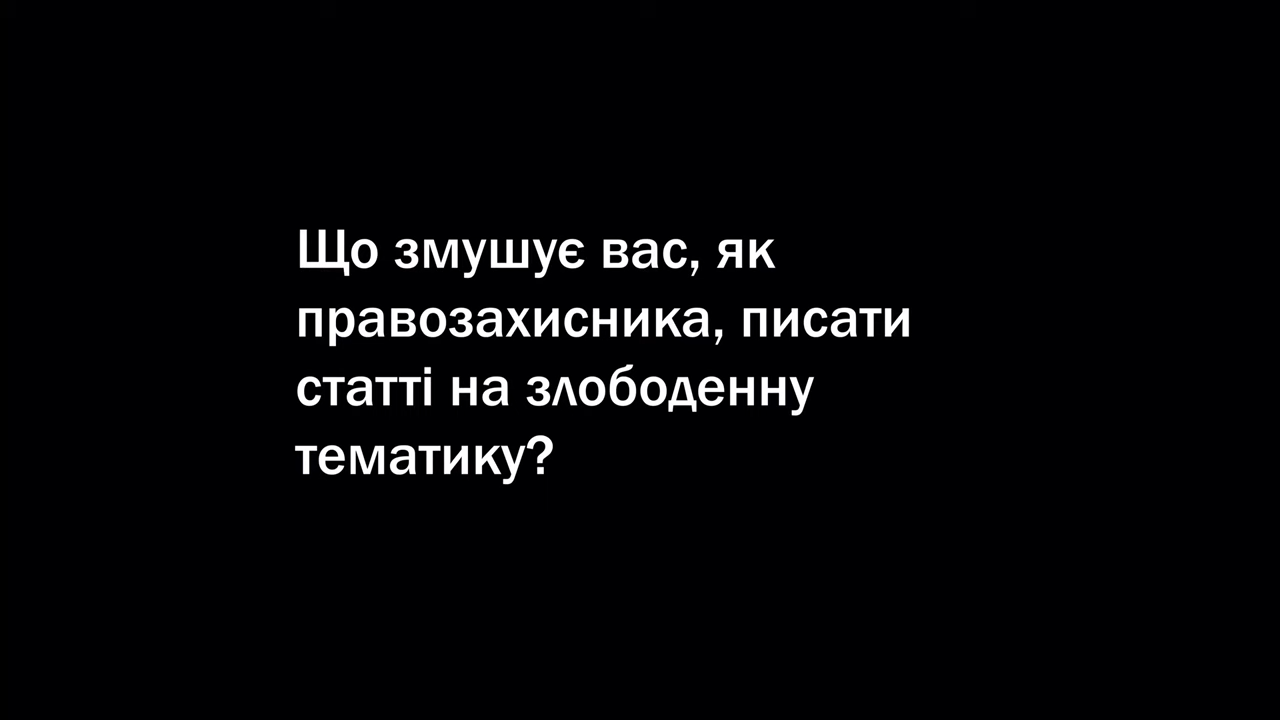 Що змушує вас, як
правозахисника, писати
статті на злободенну
тематику?